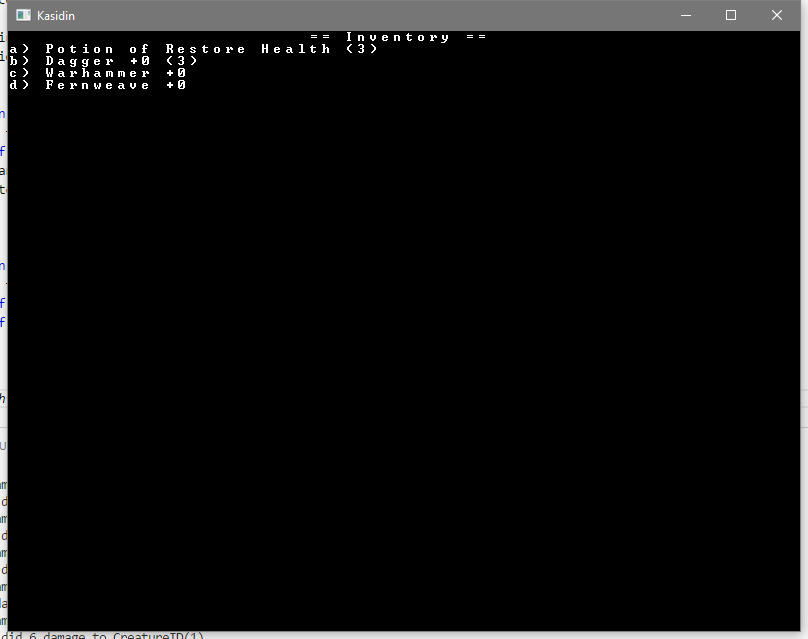 Kasidin
== Inventory ==
a) Potion of Restore Health (3)
b) Dagger +0 (3)
c) Warhammer +0
d) Fernweave +0
did 6 damage to CreatureID(1)